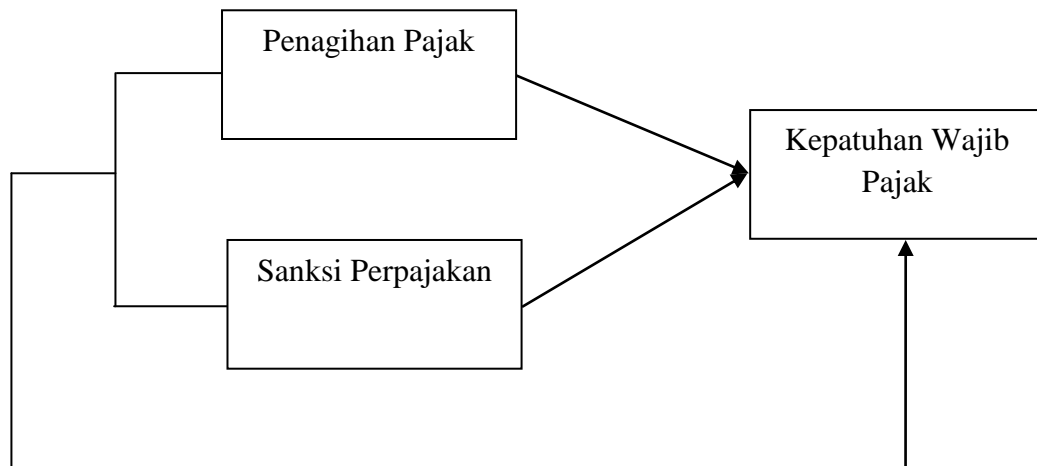 Penagihan Pajak
Kepatuhan Wajib
Pajak
Sanksi Perpajakan